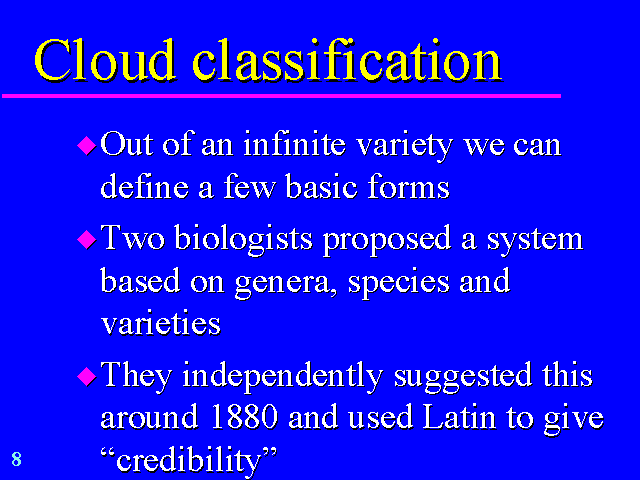 Cloud classification
Out of an infinite variety we can
define a few basic forms
Two biologists proposed a system
based on genera, species and
varieties
They independently suggested this
around 1880 and used Latin to give
“credibility”
8